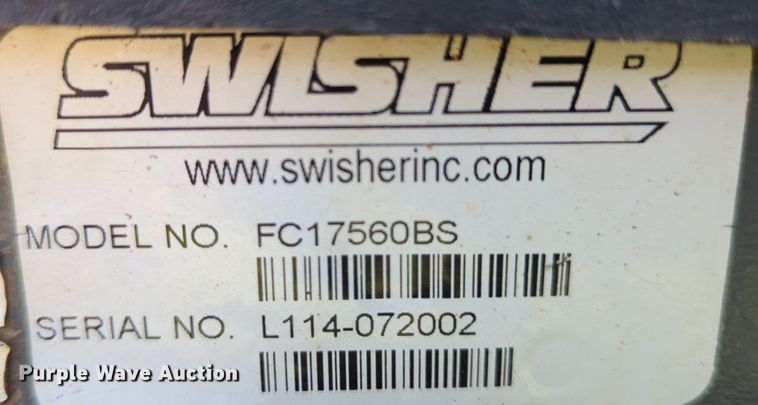 SWISHER
www.swisherinc.com
MODEL NO. FC17560BS
SERIAL NO. L114-072002
Purple Wave Auction